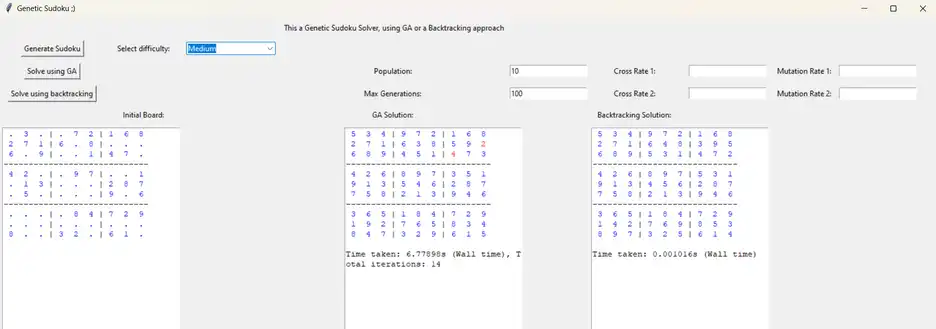 Genetic Sudoku ;)
This a Genetic Sudoku Solver, using GA or a Backtracking approach
Generate Sudoku Select difficulty: Medium
Solve using GA Population: 10 Cross Rate 1: Mutation Rate 1:
Solve using backtracking Max Generations: 100 Cross Rate 2: Mutation Rate 2:
Initial Board: GA Solution: Backtracking Solution:
. 3 . | . 7 2 | 1 6 8
2 7 1 | 6 . 8 | . . .
6 . 9 | . . 1 | 4 7 .
---------------------
4 2 . | . 9 7 | . . 1
. 1 3 | . . . | 2 8 7
. 5 . | . . . | 9 . 6
---------------------
. . . | . 8 4 | 7 2 9
. . . | . . . | . . .
8 . . | 3 2 . | 6 1 .
5 3 4 | 9 7 2 | 1 6 8
2 7 1 | 6 3 8 | 5 9 2
6 8 9 | 4 5 1 | 4 7 3
---------------------
4 2 6 | 8 9 7 | 3 5 1
9 1 3 | 5 4 6 | 2 8 7
7 5 8 | 2 1 3 | 9 4 6
---------------------
3 6 5 | 1 8 4 | 7 2 9
1 9 2 | 7 6 5 | 8 3 4
8 4 7 | 3 2 9 | 6 1 5
Time taken: 6.77898s (Wall time), T
otal iterations: 14
5 3 4 | 9 7 2 | 1 6 8
2 7 1 | 6 4 8 | 3 9 5
6 8 9 | 5 3 1 | 4 7 2
---------------------
4 2 6 | 8 9 7 | 5 3 1
9 1 3 | 4 5 6 | 2 8 7
7 5 8 | 2 1 3 | 9 4 6
---------------------
3 6 5 | 1 8 4 | 7 2 9
1 4 2 | 7 6 9 | 8 5 3
8 9 7 | 3 2 5 | 6 1 4
Time taken: 0.001016s (Wall time)